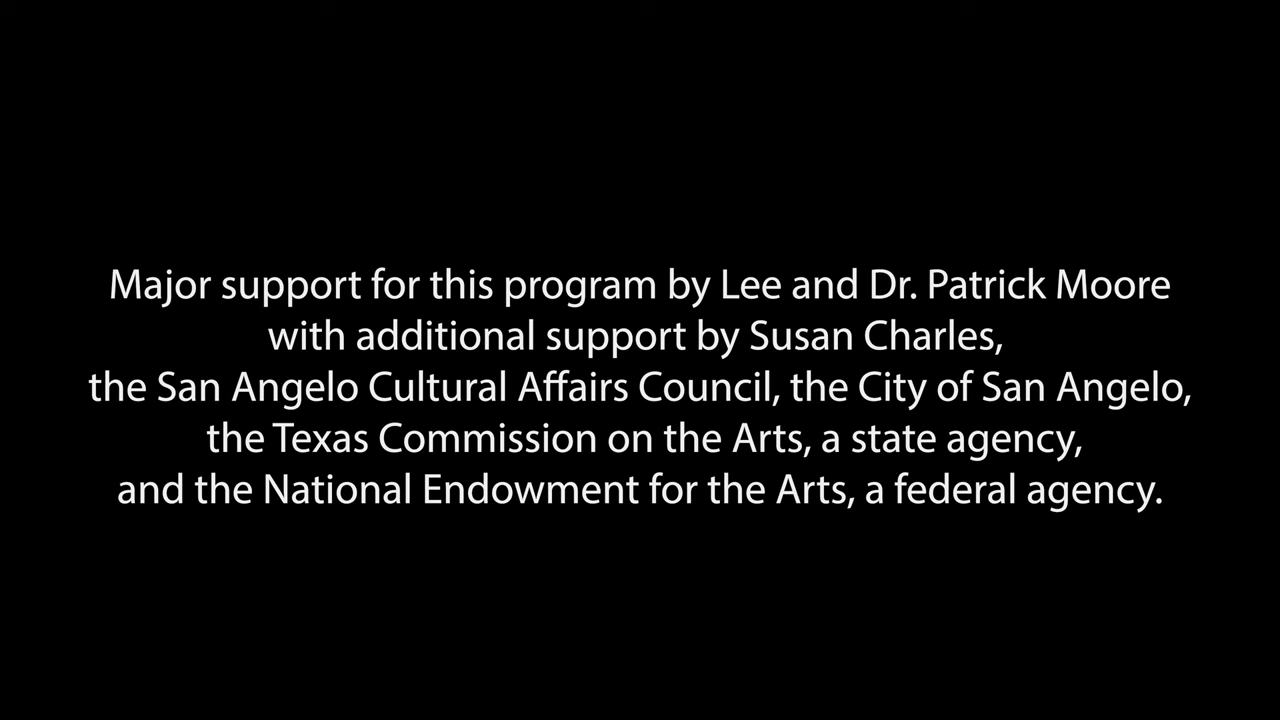 Major support for this program by Lee and Dr. Patrick Moore
with additional support by Susan Charles,
the San Angelo Cultural Affairs Council, the City of San Angelo,
the Texas Commission on the Arts, a state agency,
and the National Endowment for the Arts, a federal agency.